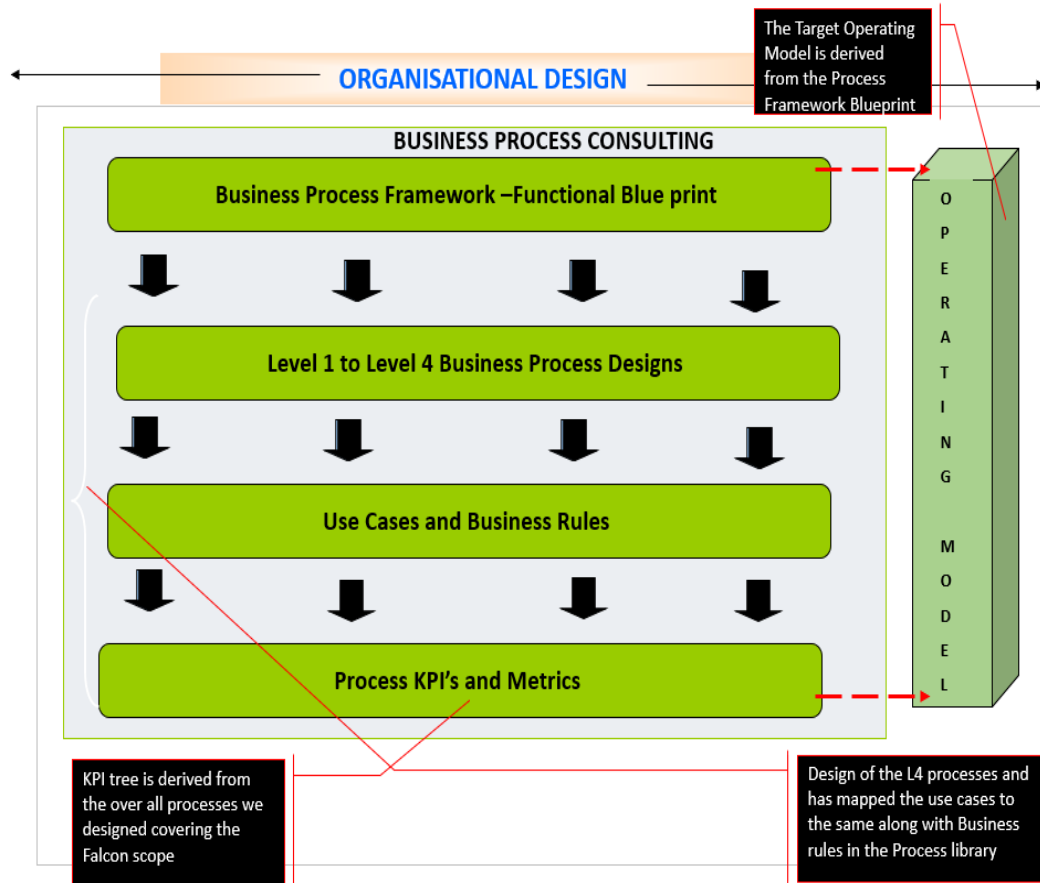 The Target Operating
Model is derived
from the Process
Framework Blueprint
ORGANISATIONAL DESIGN
BUSINESS PROCESS CONSULTING
Business Process Framework –Functional Blue print
Level 1 to Level 4 Business Process Designs
Use Cases and Business Rules
Process KPI's and Metrics
O
P
E
R
A
T
I
N
G
M
O
D
E
L
KPI tree is derived from
the over all processes we
designed covering the
Falcon scope
Design of the L4 processes and
has mapped the use cases to
the same along with Business
rules in the Process library